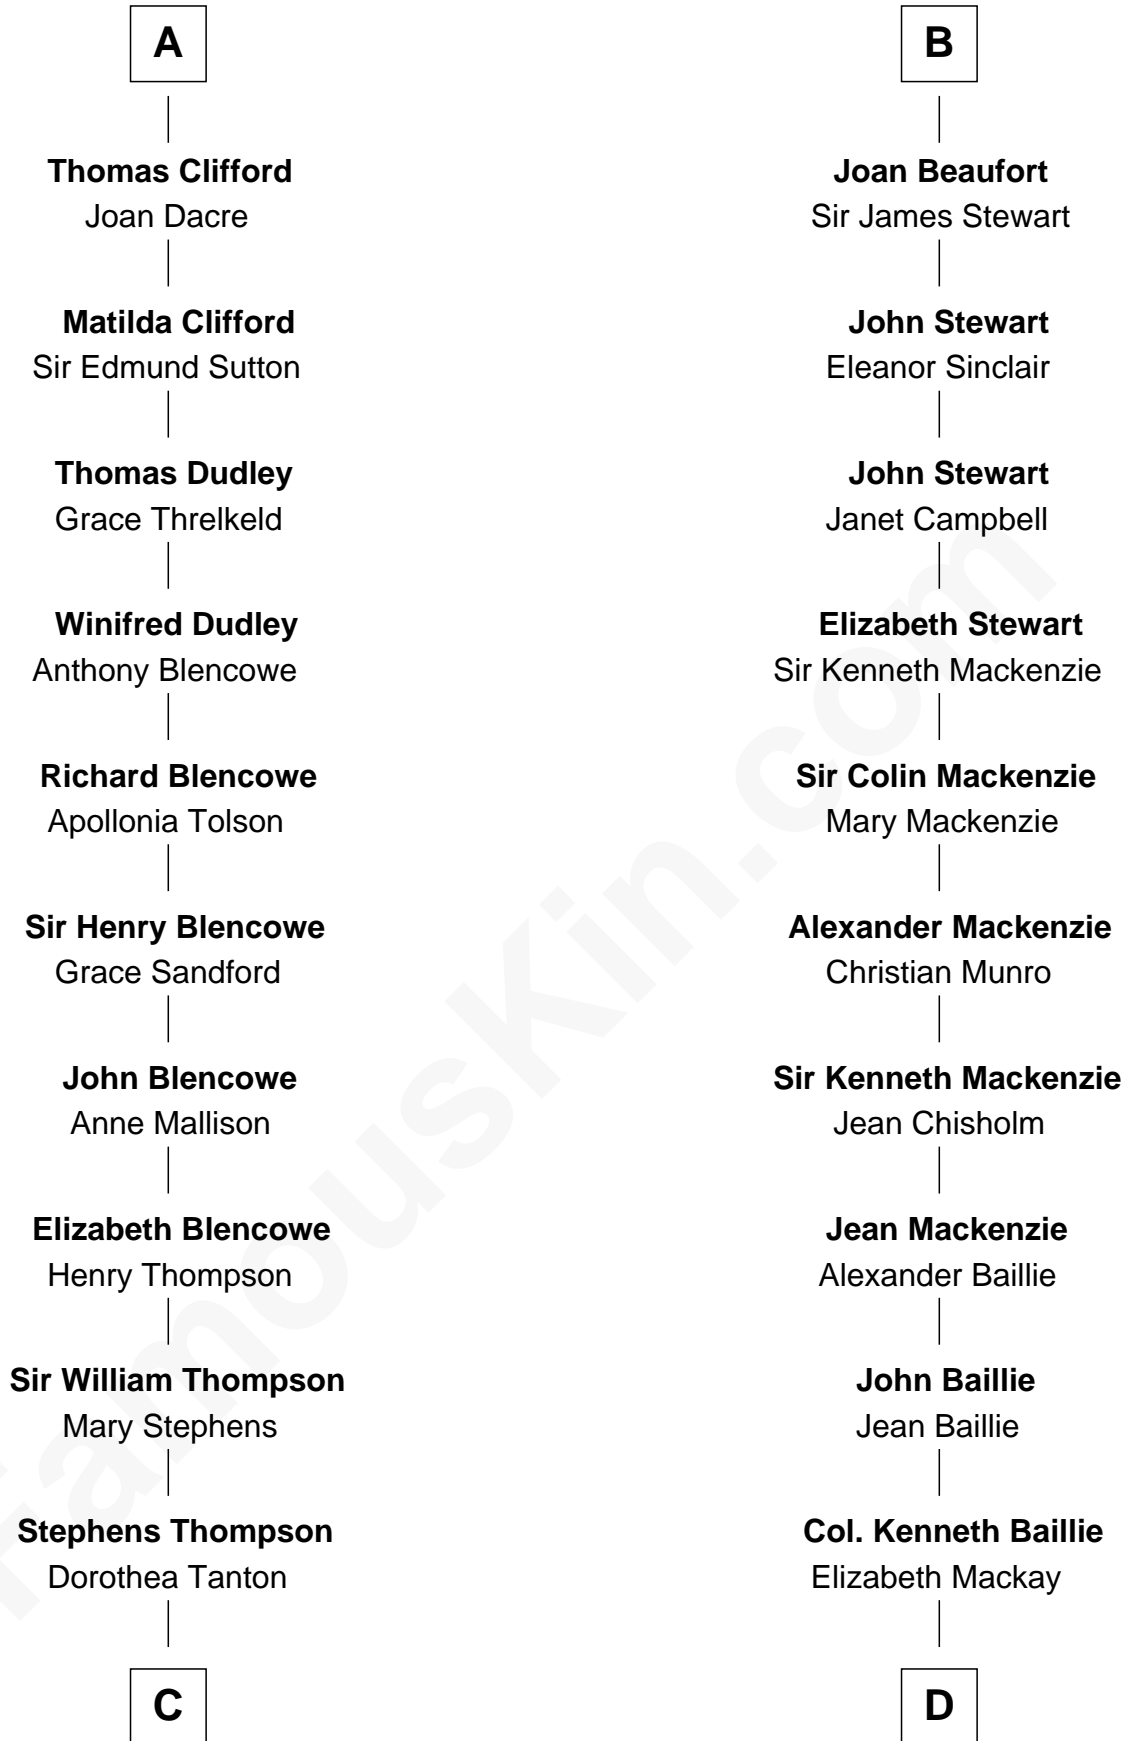 A
Thomas Clifford
Joan Dacre
Matilda Clifford
Sir Edmund Sutton
Thomas Dudley
Grace Threlkeld
Winifred Dudley
Anthony Blencowe
Richard Blencowe
Apollonia Tolson
Sir Henry Blencowe
Grace Sandford
John Blencowe
Anne Mallison
Elizabeth Blencowe
Henry Thompson
Sir William Thompson
Mary Stephens
Stephens Thompson
Dorothea Tanton
C
B
Joan Beaufort
Sir James Stewart
John Stewart
Eleanor Sinclair
John Stewart
Janet Campbell
Elizabeth Stewart
Sir Kenneth Mackenzie
Sir Colin Mackenzie
Mary Mackenzie
Alexander Mackenzie
Christian Munro
Sir Kenneth Mackenzie
Jean Chisholm
Jean Mackenzie
Alexander Baillie
John Baillie
Jean Baillie
Col. Kenneth Baillie
Elizabeth Mackay
D
FamousKin.com